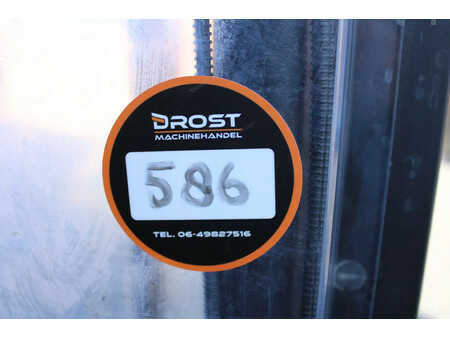 DROST
MACHINEHANDEL
586
TEL. 06-49827516